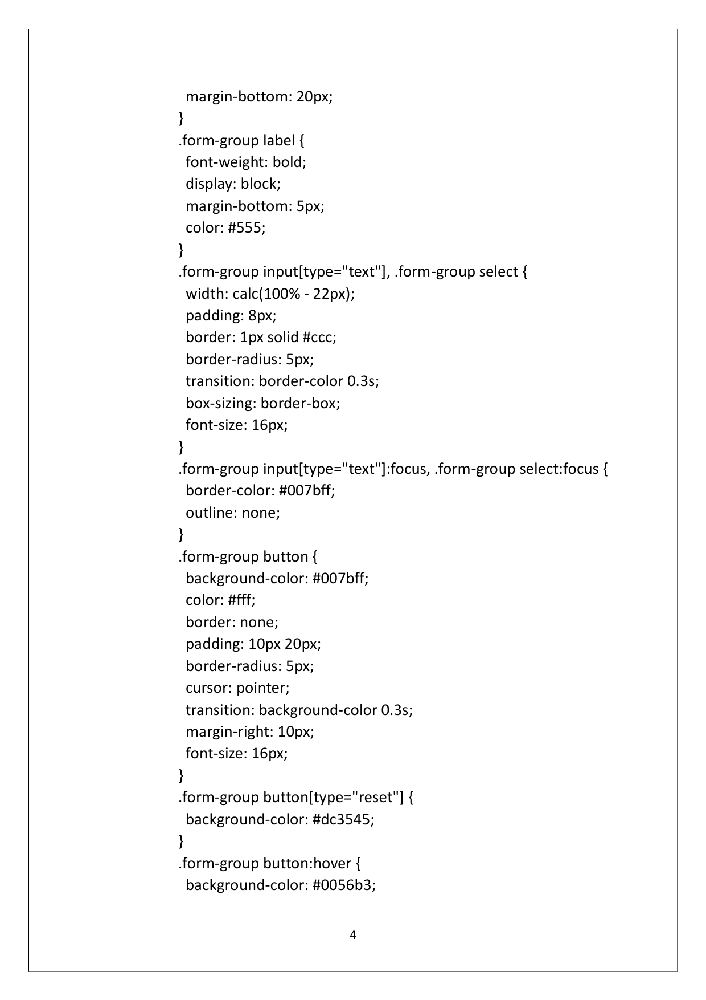 margin-bottom: 20px;
}
.form-group label {
font-weight: bold;
display: block;
margin-bottom: 5px;
color: #555;
}
.form-group input[type="text"], .form-group select {
width: calc(100% - 22px);
padding: 8px;
border: 1px solid #ccc;
border-radius: 5px;
transition: border-color 0.3s;
box-sizing: border-box;
font-size: 16px;
}
.form-group input[type="text"]:focus, .form-group select:focus {
border-color: #007bff;
outline: none;
}
.form-group button {
background-color: #007bff;
color: #fff;
border: none;
padding: 10px 20px;
border-radius: 5px;
cursor: pointer;
transition: background-color 0.3s;
margin-right: 10px;
font-size: 16px;
}
.form-group button[type="reset"] {
background-color: #dc3545;
}
.form-group button:hover {
background-color: #0056b3;
4